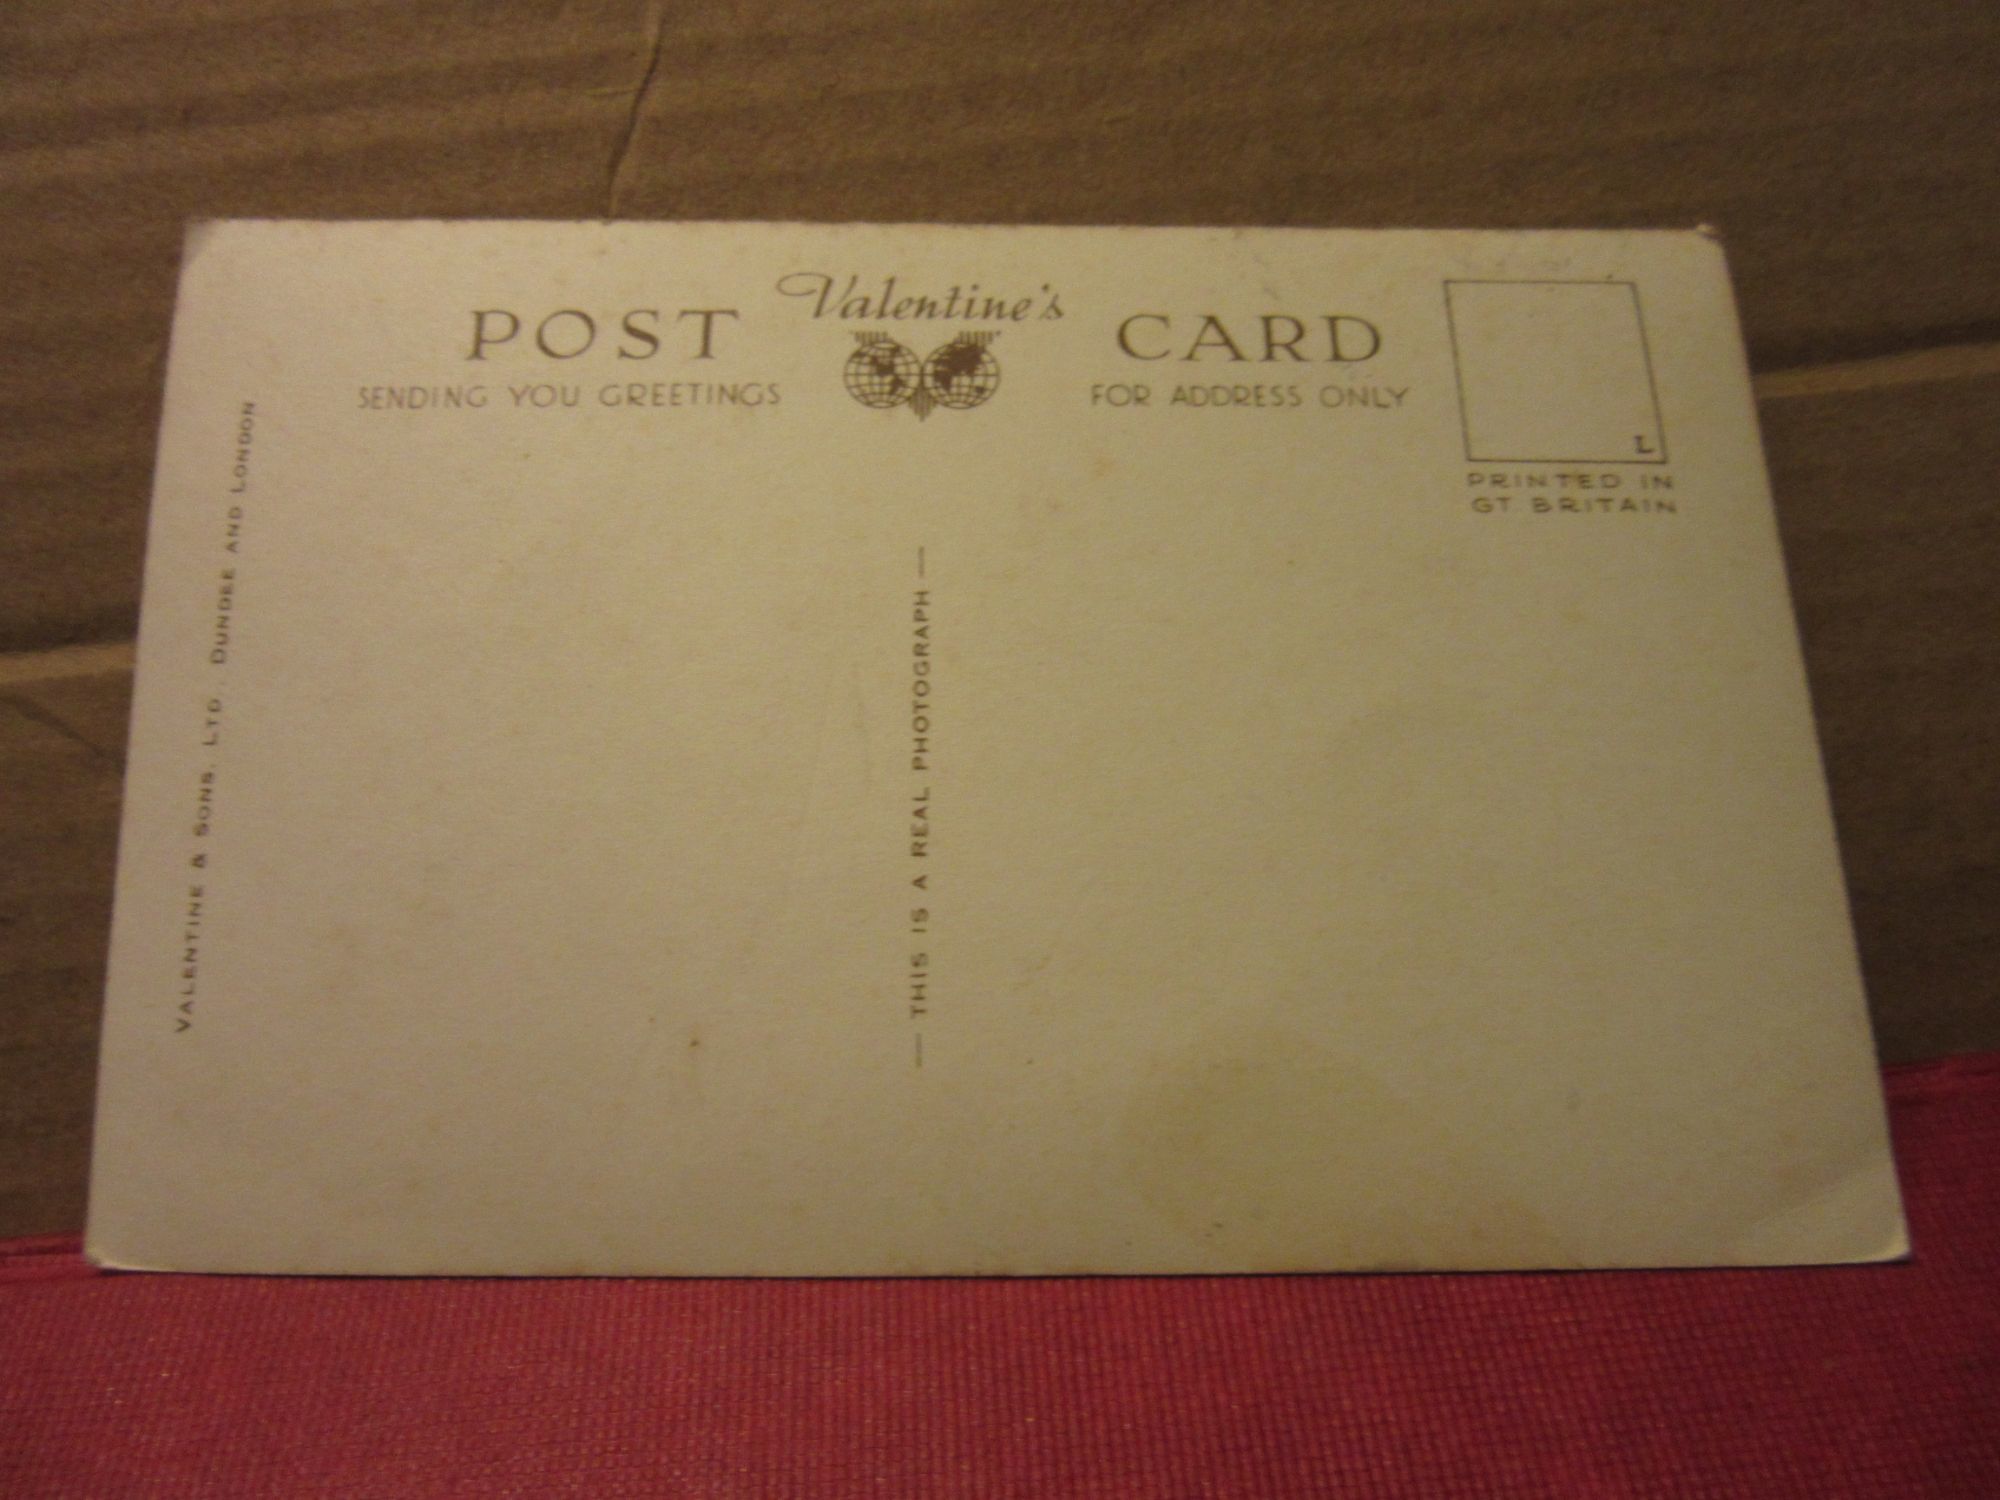 Valentine's
POST CARD
SENDING YOU GREETINGS FOR ADDRESS ONLY
L
PRINTED IN
GT. BRITAIN
VALENTINE & SONS, LTD., DUNDEE AND LONDON.
— THIS IS A REAL PHOTOGRAPH —